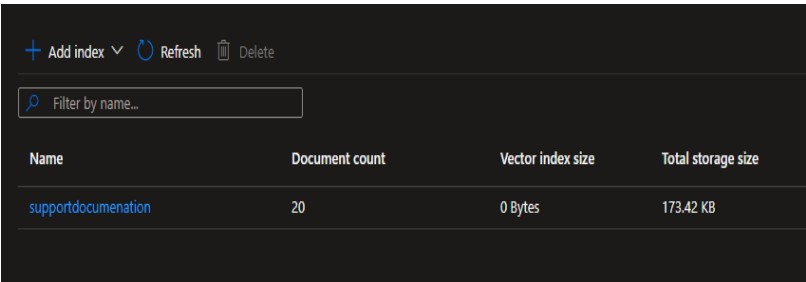 Add index Refresh Delete
Filter by name...
Name Document count Vector index size Total storage size
supportdocumenation 20 0 Bytes 173.42 KB